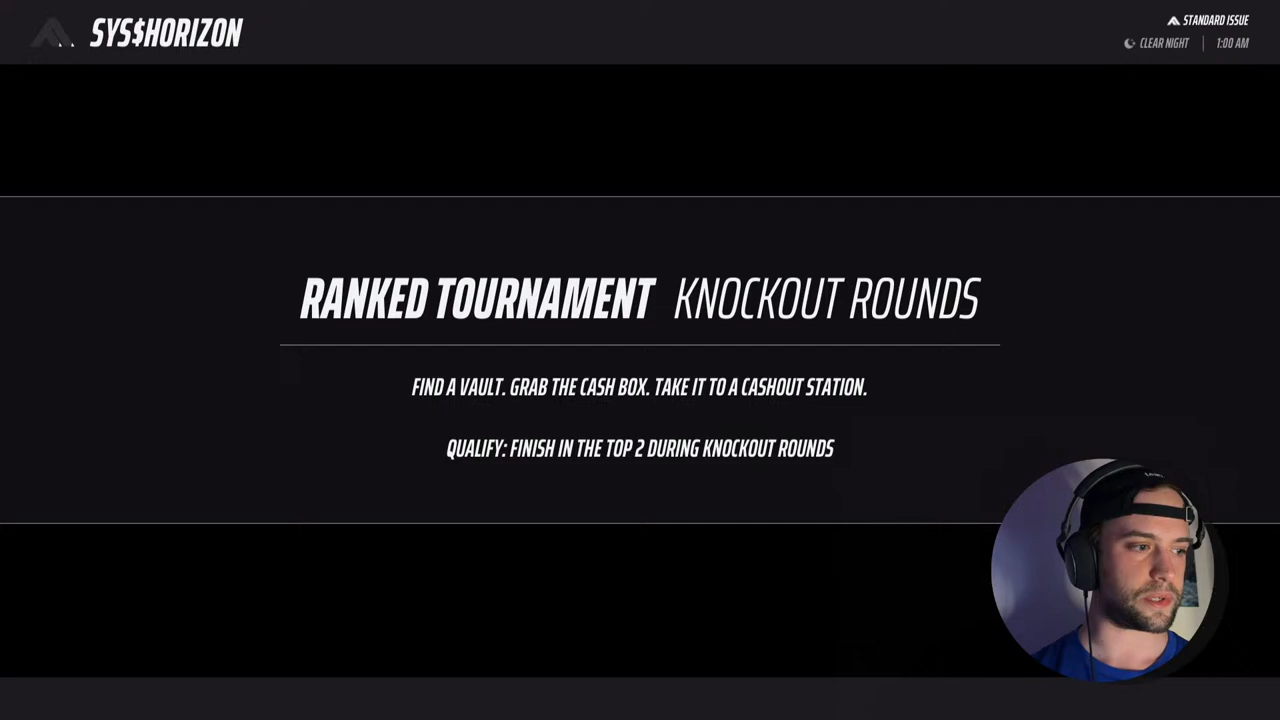 SYS$HORIZON
STANDARD ISSUE
CLEAR NIGHT | 1:00 AM
RANKED TOURNAMENT KNOCKOUT ROUNDS
FIND A VAULT. GRAB THE CASH BOX. TAKE IT TO A CASHOUT STATION.
QUALIFY: FINISH IN THE TOP 2 DURING KNOCKOUT ROUNDS